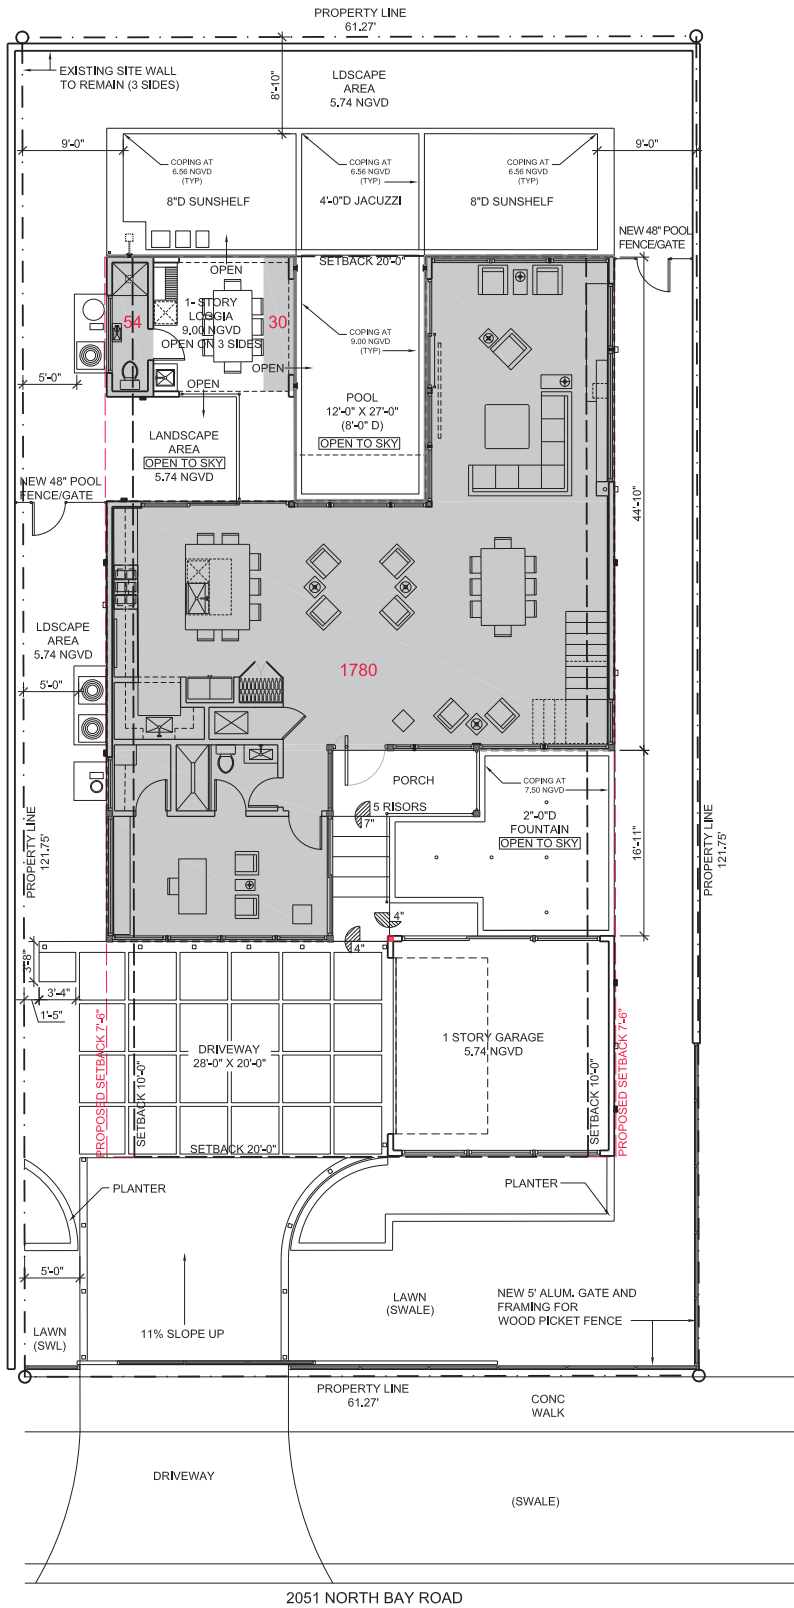 PROPERTY LINE
61.27'
EXISTING SITE WALL
TO REMAIN (3 SIDES)
8'-10"
LDSCAPE
AREA
5.74 NGVD
9'-0"
9'-0"
COPING AT
6.56 NGVD
(TYP)
COPING AT
6.56 NGVD
(TYP)
COPING AT
6.56 NGVD
(TYP)
8"D SUNSHELF
4'-0"D JACUZZI
8"D SUNSHELF
NEW 48" POOL
FENCE/GATE
SETBACK 20'-0"
OPEN
1- STORY
LOGGIA
9.00 NGVD
OPEN ON 3 SIDES
54
30
COPING AT
9.00 NGVD
(TYP)
OPEN
5'-0"
OPEN
POOL
12'-0" X 27'-0"
(8'-0" D)
OPEN TO SKY
LANDSCAPE
AREA
OPEN TO SKY
5.74 NGVD
NEW 48" POOL
FENCE/GATE
44'-10"
LDSCAPE
AREA
5.74 NGVD
5'-0"
1780
PORCH
COPING AT
7.50 NGVD
5 RISORS
7"
2"-0"D
FOUNTAIN
OPEN TO SKY
16'-11"
PROPERTY LINE
121.75'
PROPERTY LINE
121.75'
4"
4"
3'-8"
3'-4"
1'-5"
DRIVEWAY
28'-0" X 20'-0"
1 STORY GARAGE
5.74 NGVD
PROPOSED SETBACK 7'-6"
SETBACK 10'-0"
SETBACK 10'-0"
PROPOSED SETBACK 7'-6"
SETBACK 20'-0"
PLANTER
PLANTER
5'-0"
LAWN
(SWL)
11% SLOPE UP
LAWN
(SWALE)
NEW 5' ALUM. GATE AND
FRAMING FOR
WOOD PICKET FENCE
PROPERTY LINE
61.27'
CONC
WALK
DRIVEWAY
(SWALE)
2051 NORTH BAY ROAD